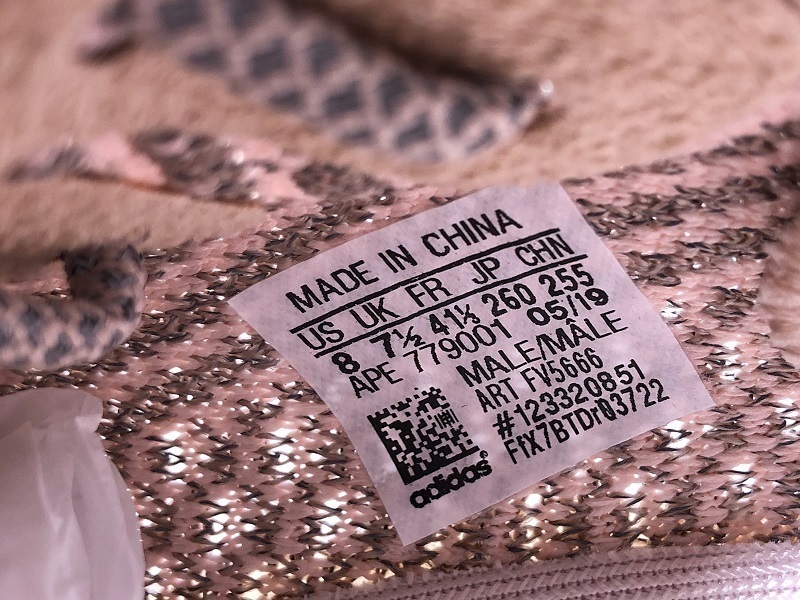 MADE IN CHINA
US UK FR JP CHN
8 7½ 41⅓ 260 255
APE 779001 05/19
MALE/MÂLE
ART FV5666
#123320851
FfX7BTDr03722
adidas